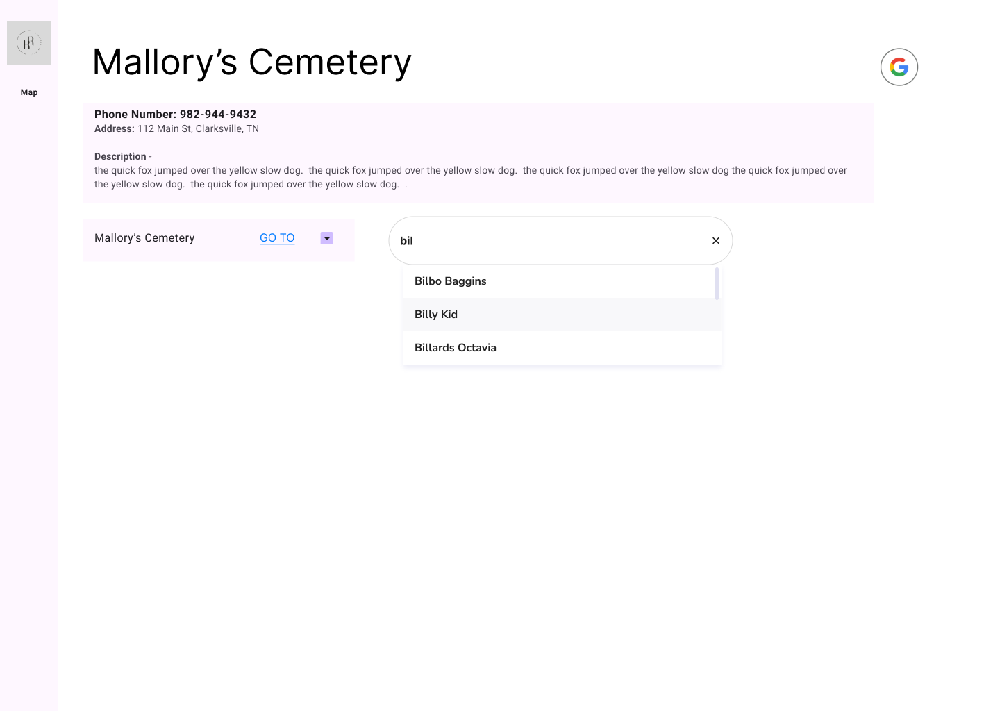 Map
Mallory’s Cemetery
Phone Number: 982-944-9432
Address: 112 Main St, Clarksville, TN
Description -
the quick fox jumped over the yellow slow dog.  the quick fox jumped over the yellow slow dog.  the quick fox jumped over the yellow slow dog the quick fox jumped over
the yellow slow dog.  the quick fox jumped over the yellow slow dog.  .
Mallory’s Cemetery GO TO
bil
Bilbo Baggins
Billy Kid
Billards Octavia